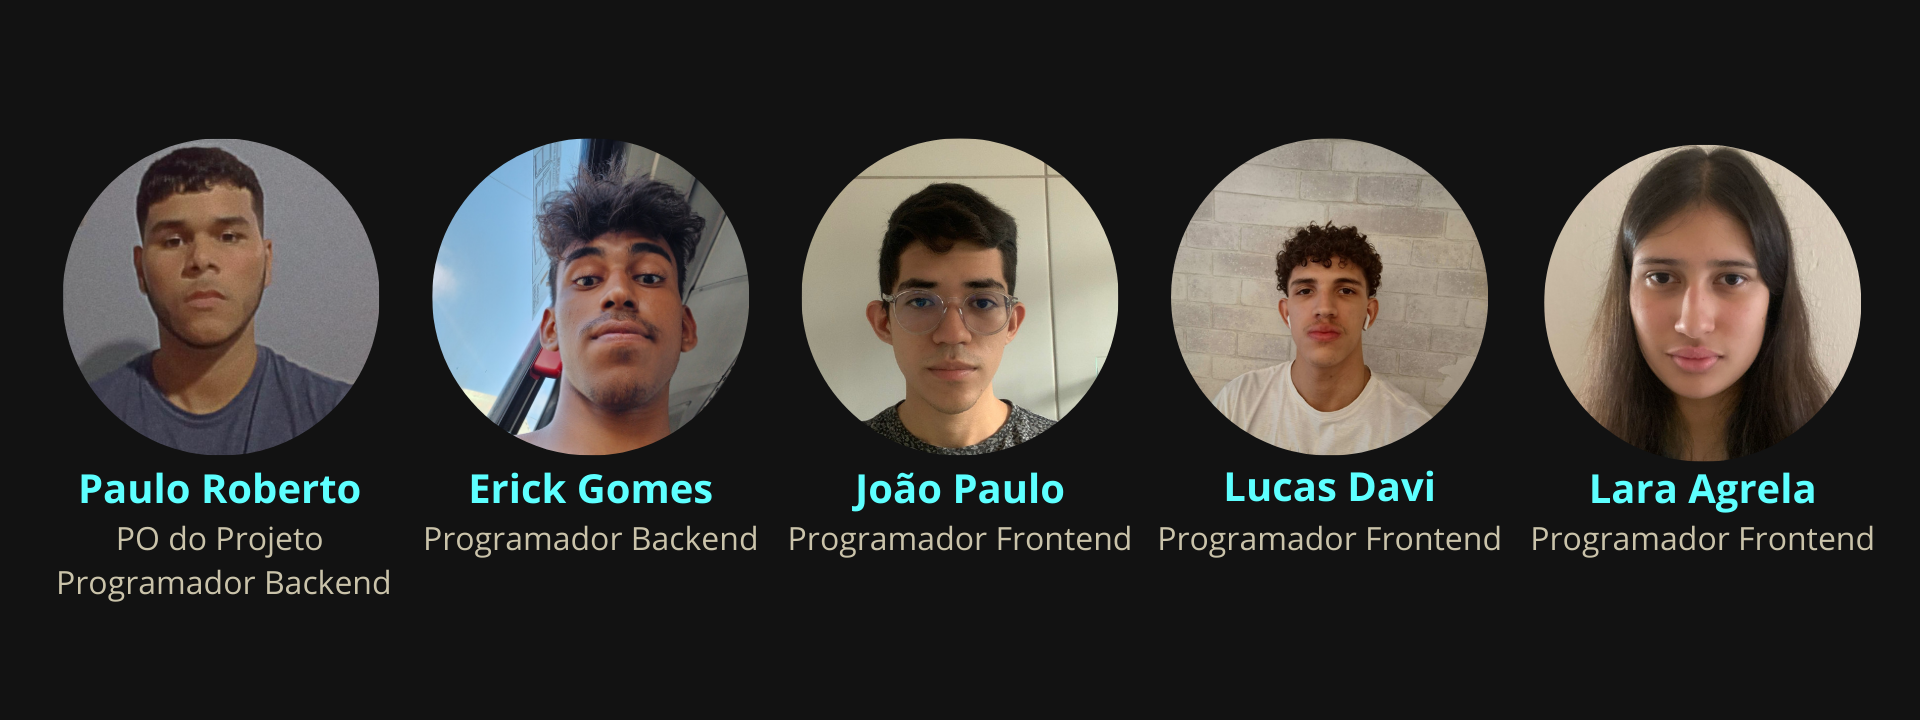 Paulo Roberto
PO do Projeto
Programador Backend
Erick Gomes
Programador Backend
João Paulo
Programador Frontend
Lucas Davi
Programador Frontend
Lara Agrela
Programador Frontend